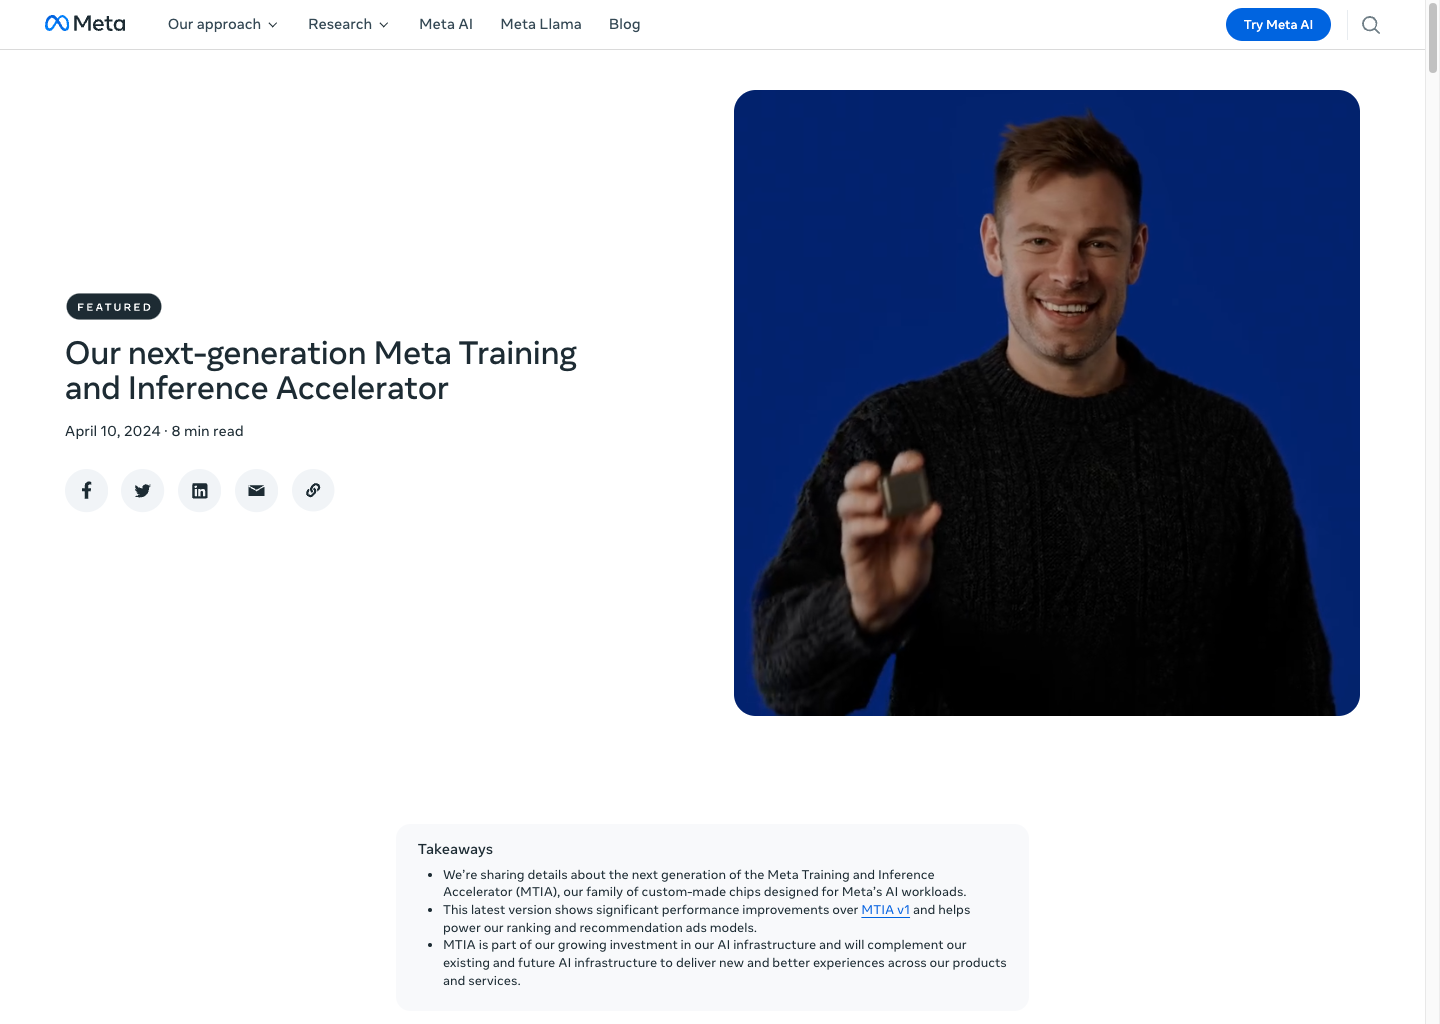 Meta
Our approach
Research
Meta AI
Meta Llama
Blog
Try Meta AI
FEATURED
Our next-generation Meta Training
and Inference Accelerator
April 10, 2024 · 8 min read
Takeaways
• We're sharing details about the next generation of the Meta Training and Inference
Accelerator (MTIA), our family of custom-made chips designed for Meta's AI workloads.
• This latest version shows significant performance improvements over MTIA v1 and helps
power our ranking and recommendation ads models.
• MTIA is part of our growing investment in our AI infrastructure and will complement our
existing and future AI infrastructure to deliver new and better experiences across our products
and services.